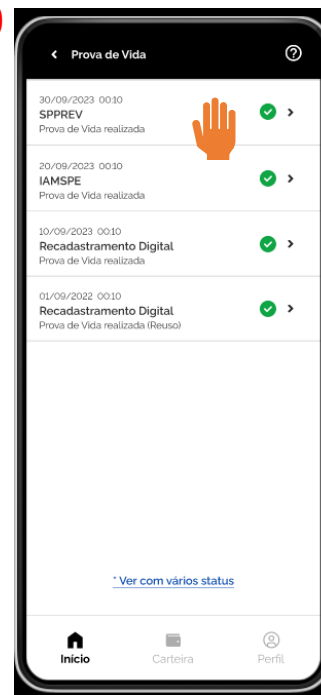 Prova de Vida
30/09/2023 00:10
SPPREV
Prova de Vida realizada
20/09/2023 00:10
IAMSPE
Prova de Vida realizada
10/09/2023 00:10
Recadastramento Digital
Prova de Vida realizada
01/09/2022 00:10
Recadastramento Digital
Prova de Vida realizada (Reuso)
* Ver com vários status
Início
Carteira
Perfil